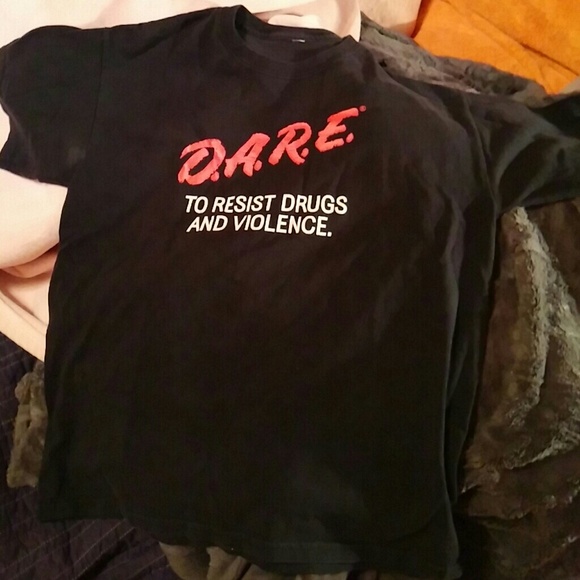 D.A.R.E.®
TO RESIST DRUGS
AND VIOLENCE.